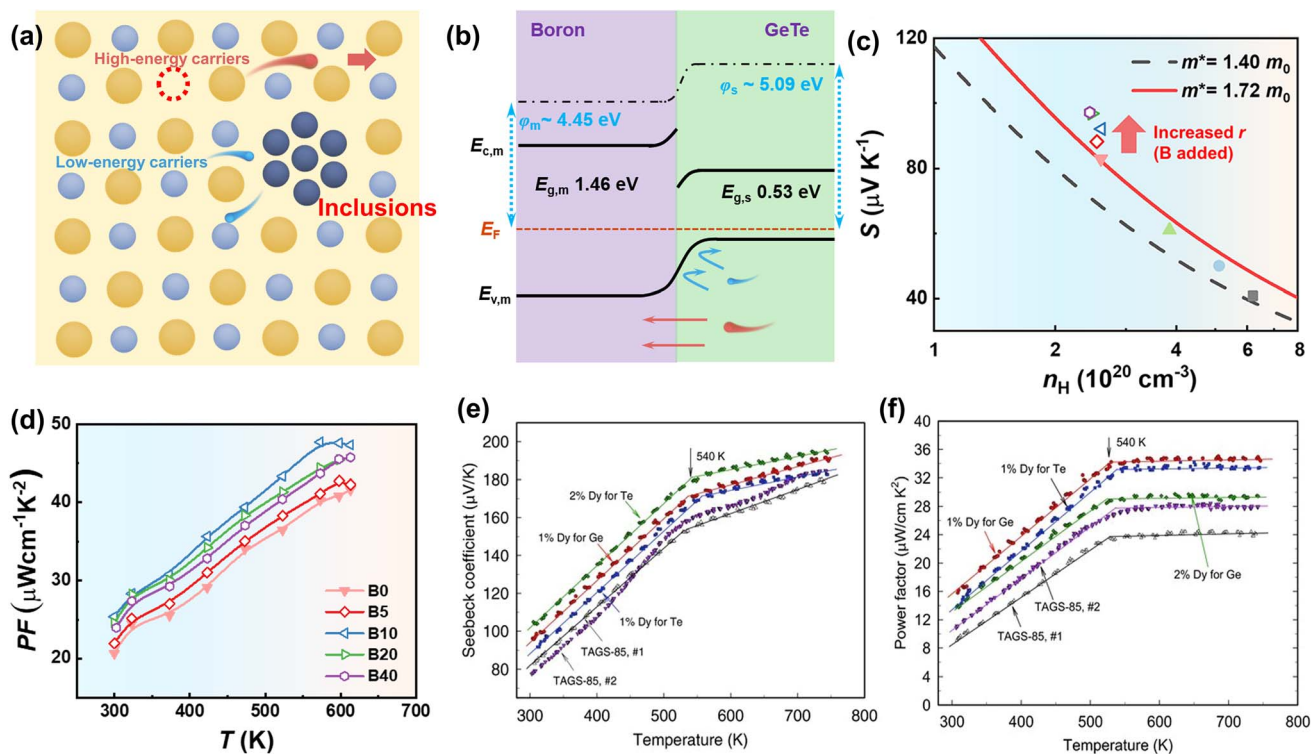 (a)
High-energy carriers
Low-energy carriers
Inclusions
(b)
Boron
GeTe
φm~ 4.45 eV
φs ~ 5.09 eV
Ec,m
Eg,m 1.46 eV
Eg,s 0.53 eV
EF
Ev,m
(c)
120
80
40
S (μV K-1)
m*= 1.40 m0
m*= 1.72 m0
Increased r
(B added)
1
2
4
6
8
nH (10^20 cm-3)
(d)
50
40
30
20
PF (μWcm-1K-2)
B0
B5
B10
B20
B40
300
400
500
600
700
T (K)
(e)
200
180
160
140
120
100
80
Seebeck coefficient (μV/K)
540 K
2% Dy for Te
1% Dy for Ge
1% Dy for Te
TAGS-85, #1
TAGS-85, #2
300
400
500
600
700
800
Temperature (K)
(f)
40
36
32
28
24
20
16
12
8
4
0
Power factor (μW/cm K2)
540 K
1% Dy for Te
1% Dy for Ge
2% Dy for Ge
TAGS-85, #2
TAGS-85, #1
300
400
500
600
700
800
Temperature (K)